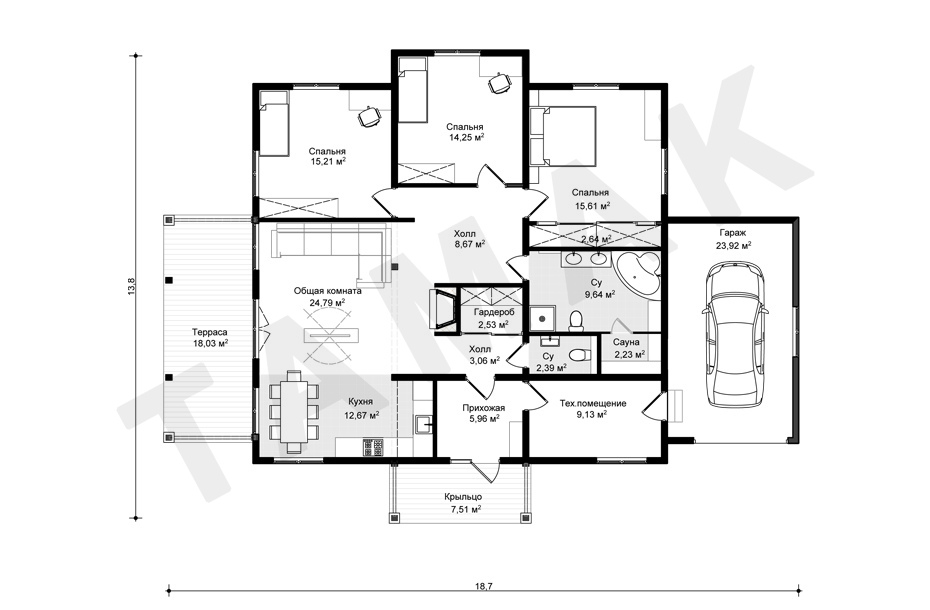 Спальня
14,25 м²
Спальня
15,21 м²
Спальня
15,61 м²
2,64 м²
Гараж
23,92 м²
Холл
8,67 м²
Су
9,64 м²
Общая комната
24,79 м²
Гардероб
2,53 м²
Терраса
18,03 м²
Холл
3,06 м²
Су
2,39 м²
Сауна
2,23 м²
Кухня
12,67 м²
Прихожая
5,96 м²
Тех.помещение
9,13 м²
Крыльцо
7,51 м²
13,8
18,7
TAMAK